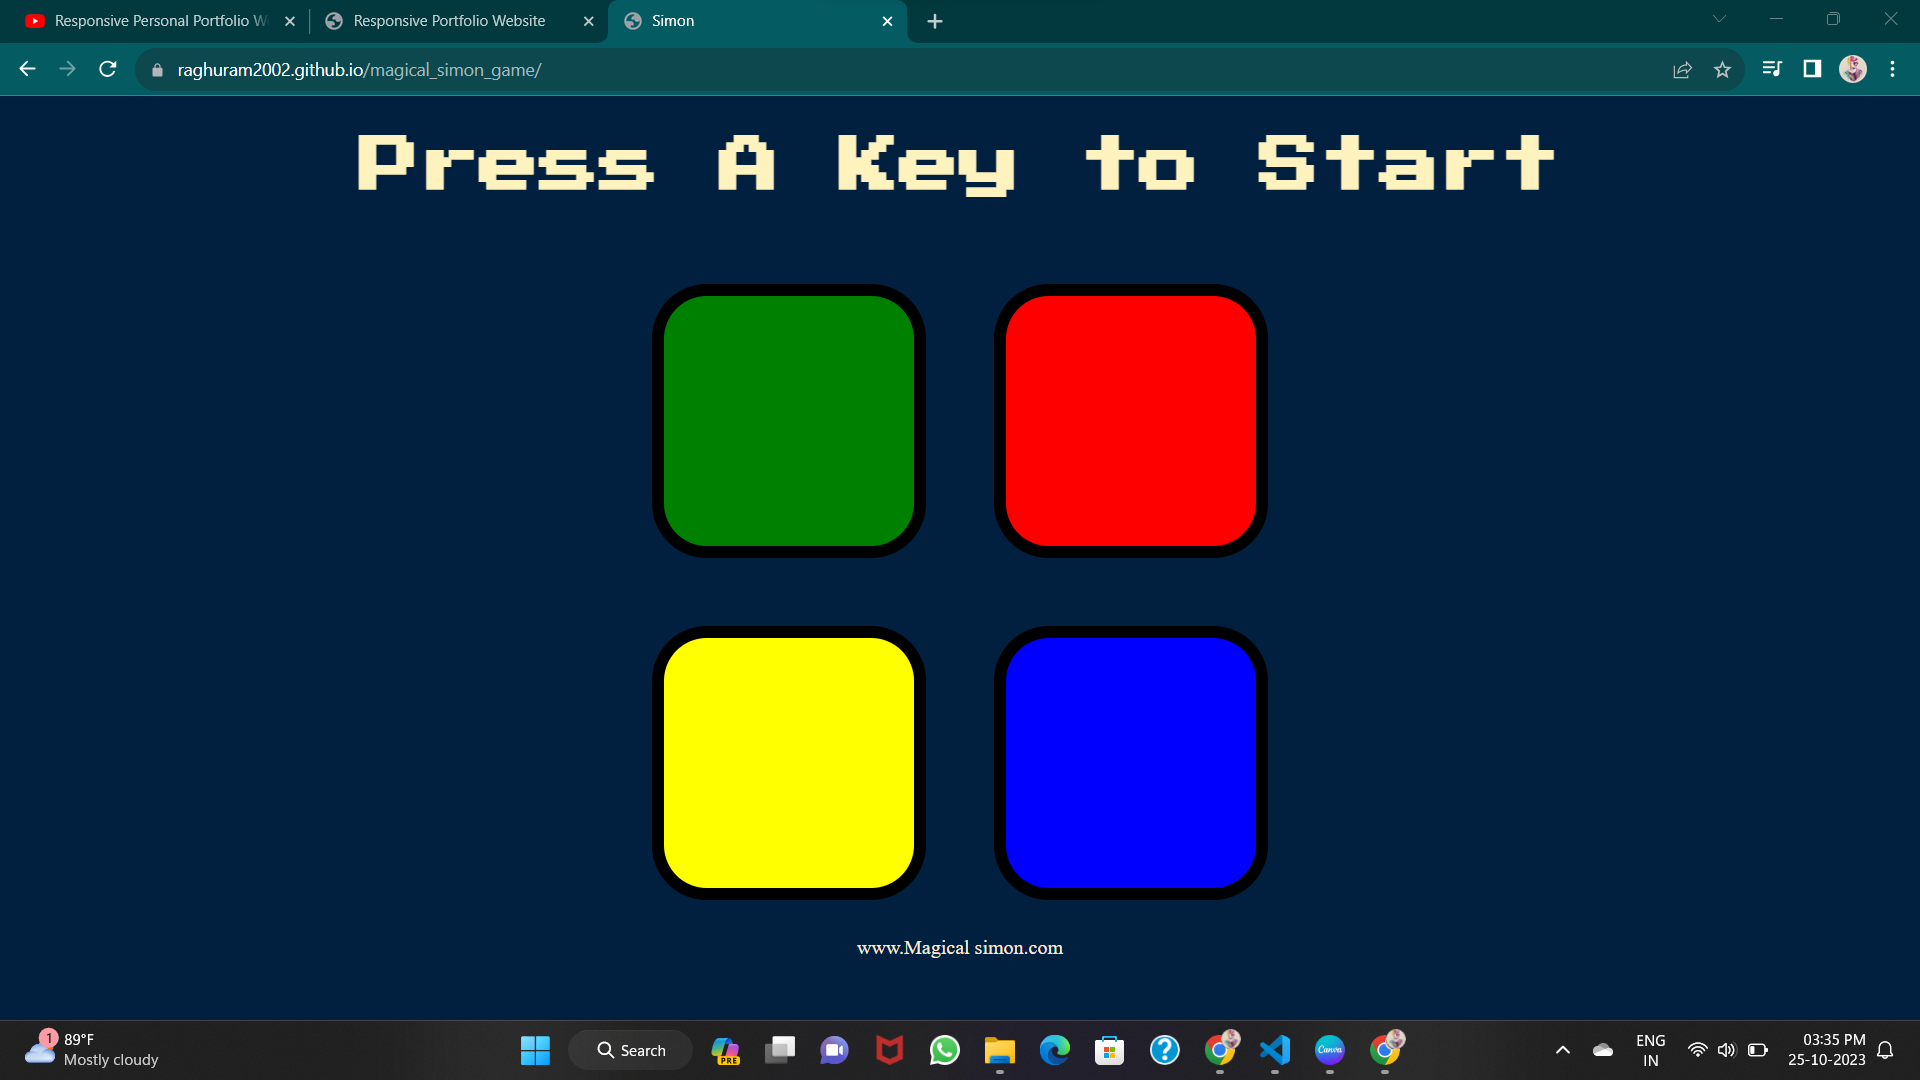 Responsive Personal Portfolio W
Responsive Portfolio Website
Simon
raghuram2002.github.io/magical_simon_game/
Press A Key to Start
www.Magical simon.com
1
89°F
Mostly cloudy
Search
PRE
Canva
ENG
IN
03:35 PM
25-10-2023